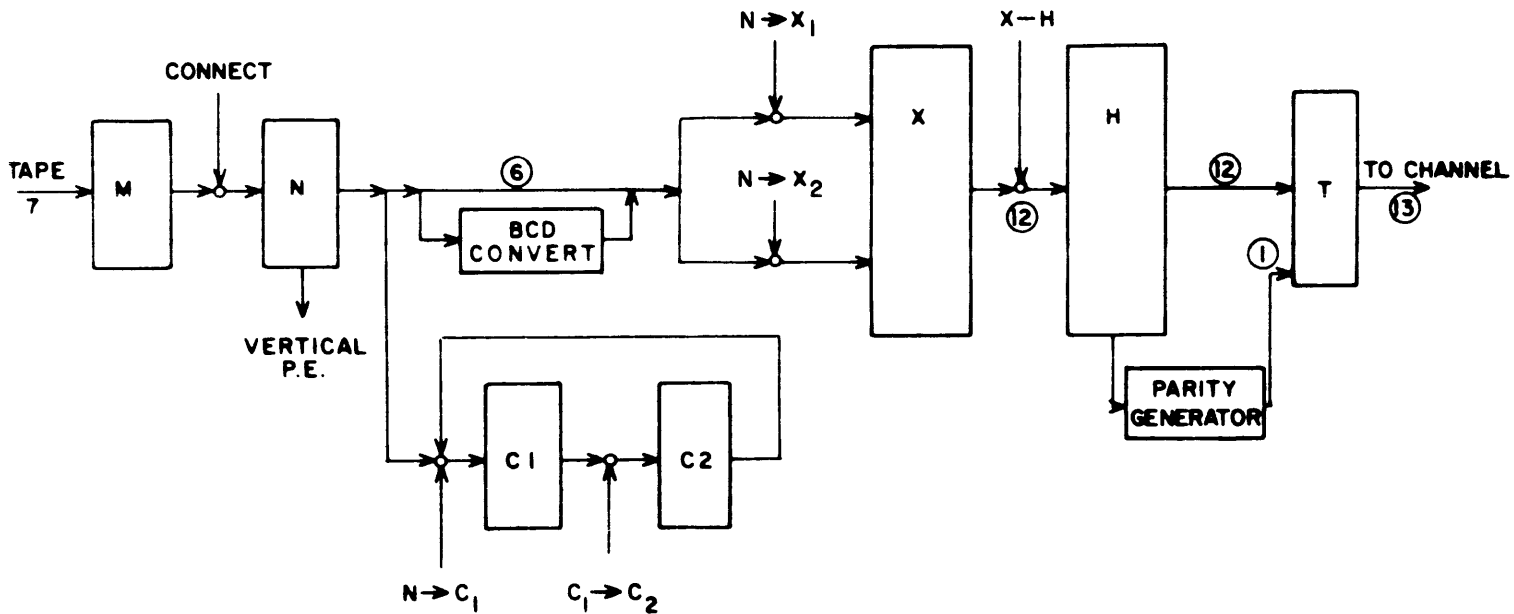 N→X1
X–H
CONNECT
TAPE
7
M
N
6
BCD
CONVERT
N→X2
X
12
H
12
T
TO CHANNEL
13
1
VERTICAL
P.E.
PARITY
GENERATOR
C1
C2
N→C1
C1→C2